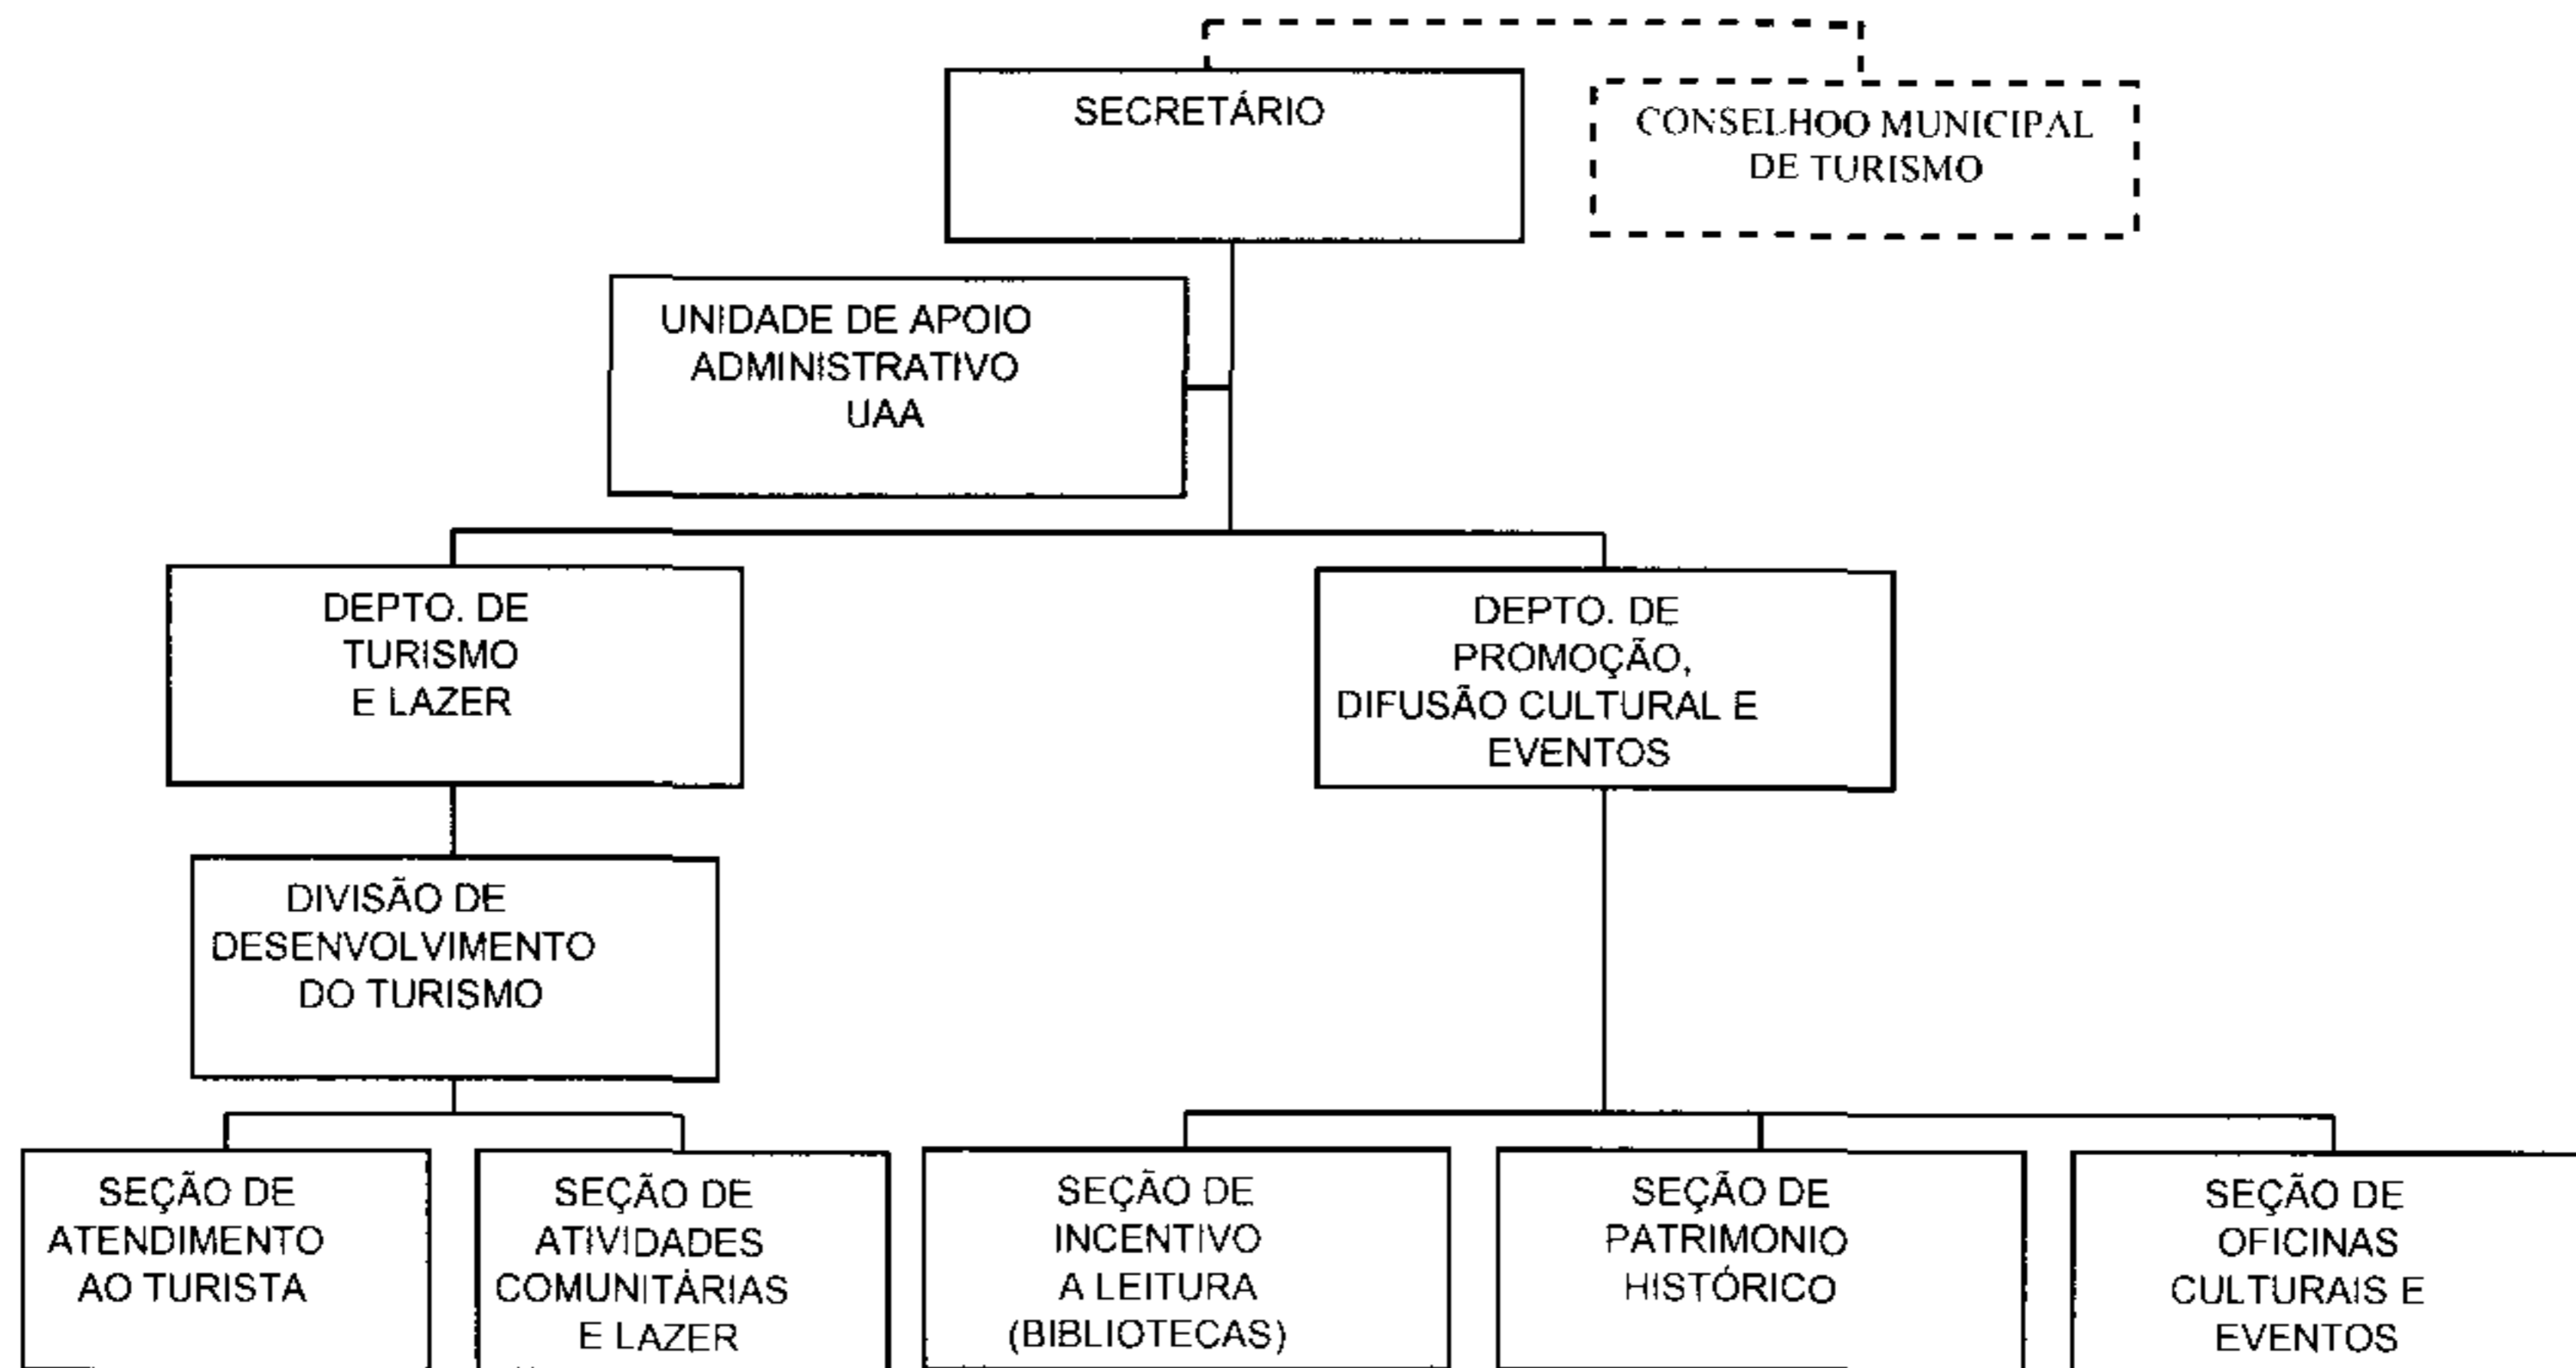 SECRETÁRIO
CONSELHOO MUNICIPAL
DE TURISMO
UNIDADE DE APOIO
ADMINISTRATIVO
UAA
DEPTO. DE
TURISMO
E LAZER
DEPTO. DE
PROMOÇÃO,
DIFUSÃO CULTURAL E
EVENTOS
DIVISÃO DE
DESENVOLVIMENTO
DO TURISMO
SEÇÃO DE
ATENDIMENTO
AO TURISTA
SEÇÃO DE
ATIVIDADES
COMUNITÁRIAS
E LAZER
SEÇÃO DE
INCENTIVO
A LEITURA
(BIBLIOTECAS)
SEÇÃO DE
PATRIMONIO
HISTÓRICO
SEÇÃO DE
OFICINAS
CULTURAIS E
EVENTOS